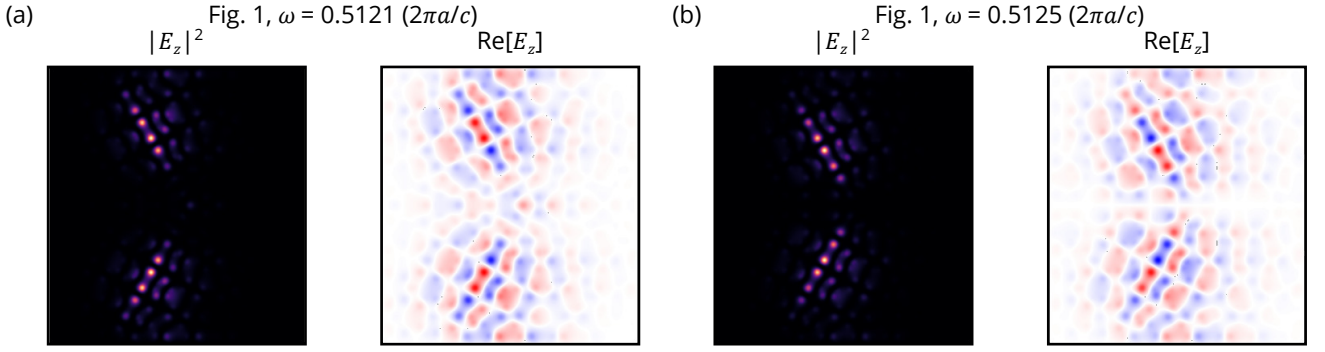 (a) Fig. 1, ω = 0.5121 (2πa/c)
|E_z|² Re[E_z]
(b) Fig. 1, ω = 0.5125 (2πa/c)
|E_z|² Re[E_z]